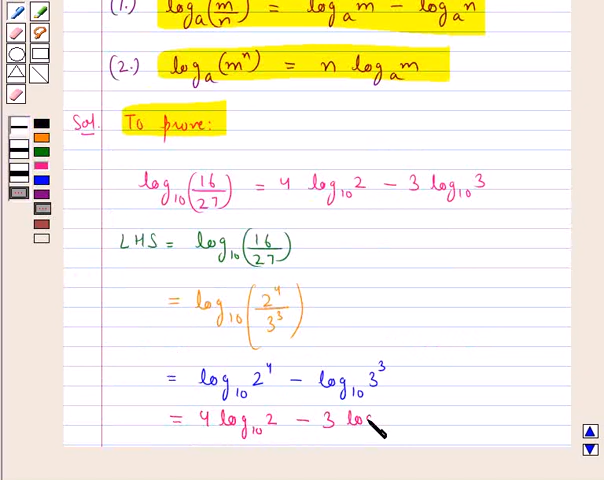 (1.) log_a (m/n) = log_a m - log_a n
(2.) log_a (m^n) = n log_a m
Sol. To prove:
log_10 (16/27) = 4 log_10 2 - 3 log_10 3
LHS = log_10 (16/27)
= log_10 (2^4/3^3)
= log_10 2^4 - log_10 3^3
= 4 log_10 2 - 3 log